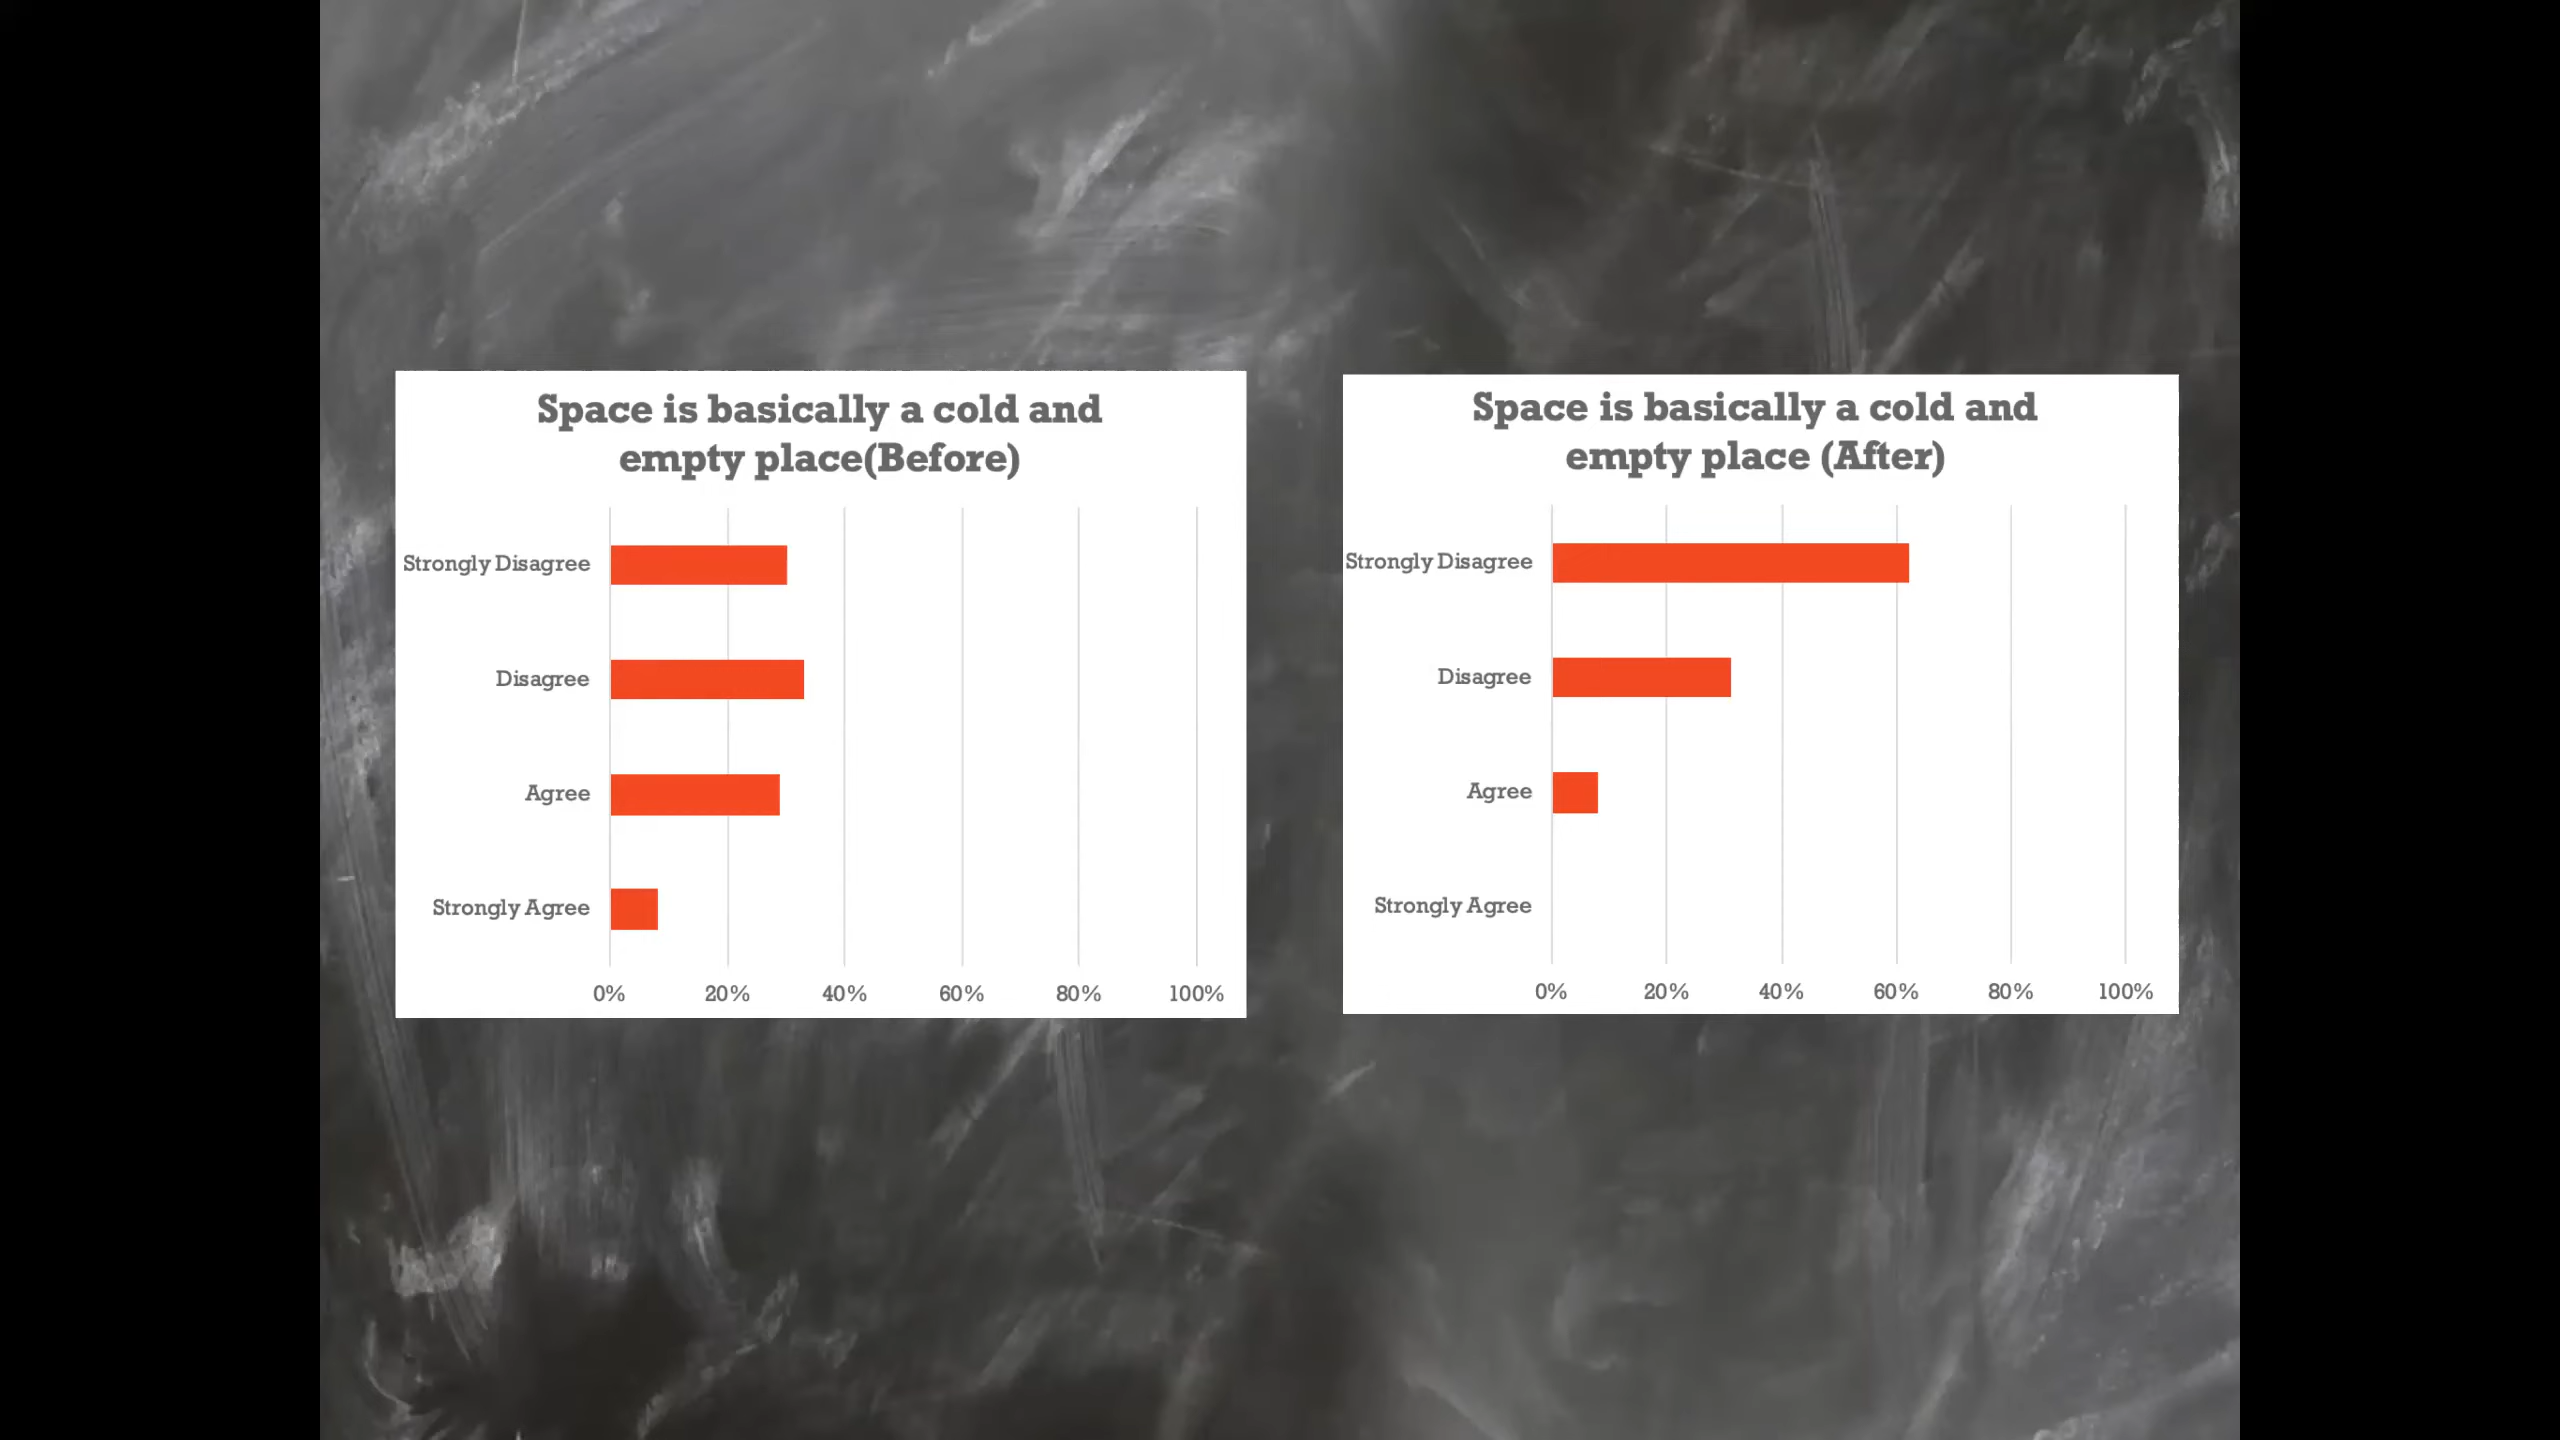 Space is basically a cold and
empty place(Before)
Strongly Disagree
Disagree
Agree
Strongly Agree
0% 20% 40% 60% 80% 100%
Space is basically a cold and
empty place (After)
Strongly Disagree
Disagree
Agree
Strongly Agree
0% 20% 40% 60% 80% 100%